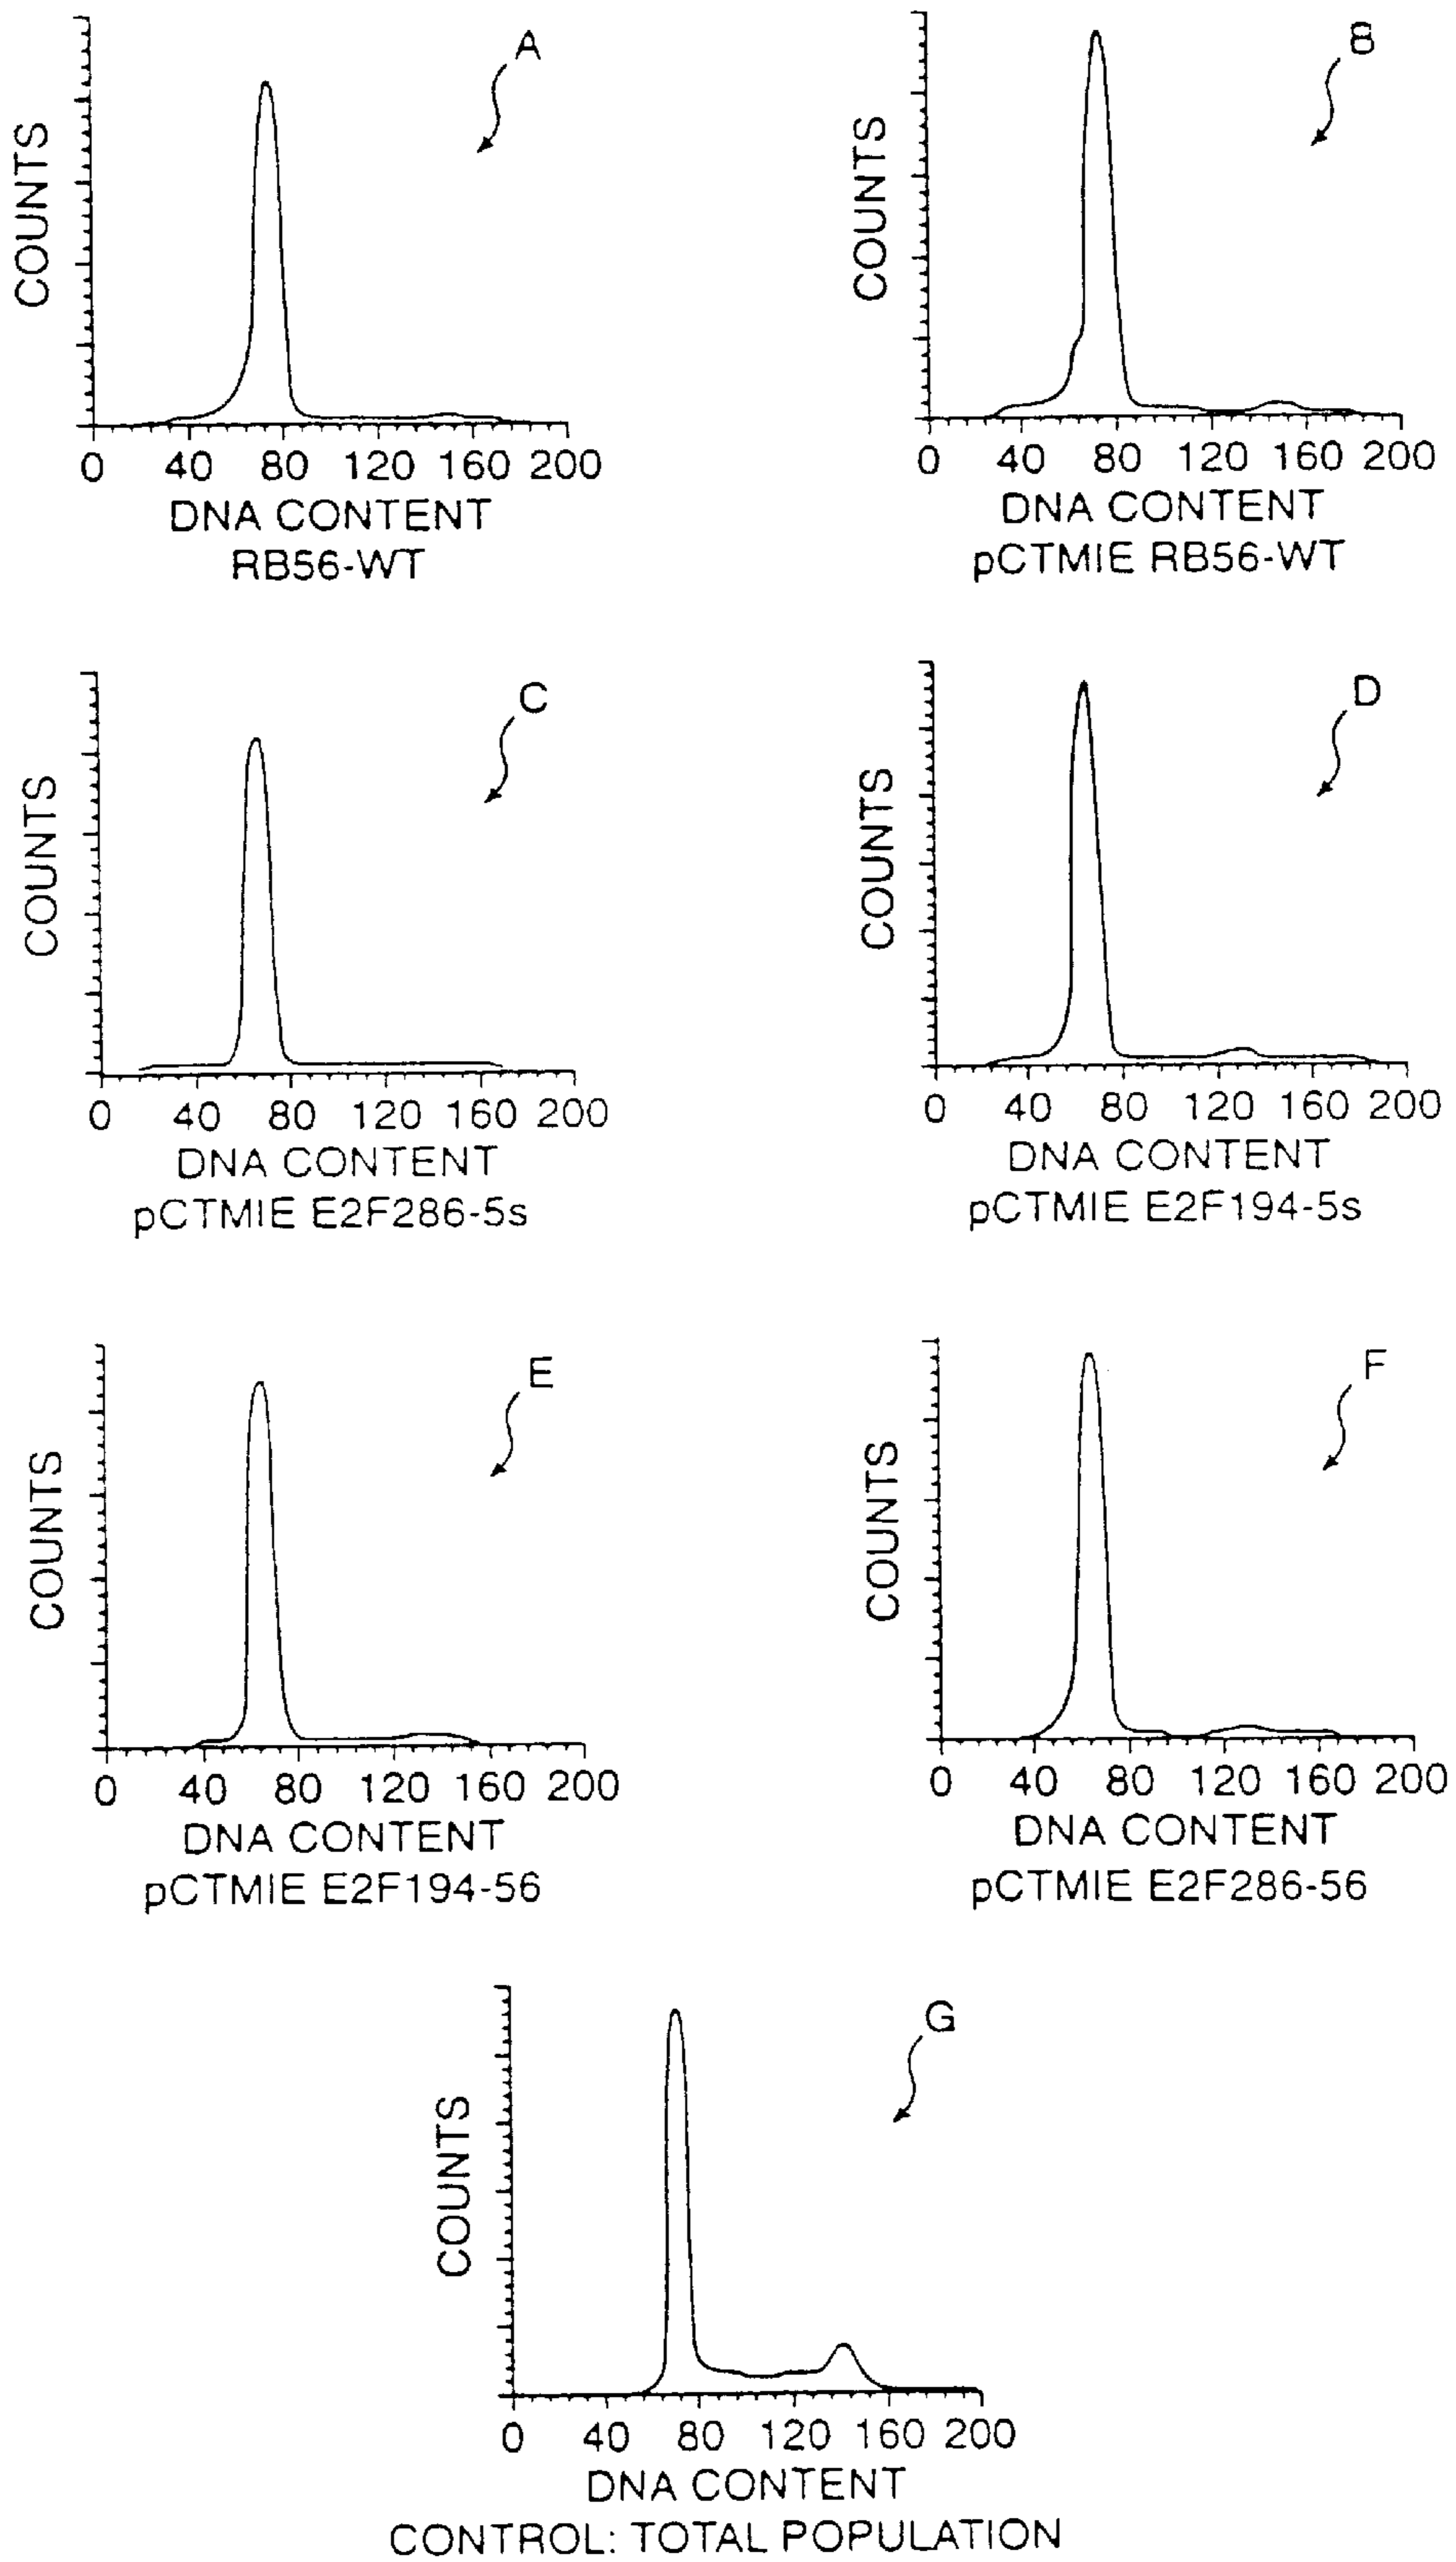 A
COUNTS
0 40 80 120 160 200
DNA CONTENT
RB56-WT
B
COUNTS
0 40 80 120 160 200
DNA CONTENT
pCTMIE RB56-WT
C
COUNTS
0 40 80 120 160 200
DNA CONTENT
pCTMIE E2F286-5s
D
COUNTS
0 40 80 120 160 200
DNA CONTENT
pCTMIE E2F194-5s
E
COUNTS
0 40 80 120 160 200
DNA CONTENT
pCTMIE E2F194-56
F
COUNTS
0 40 80 120 160 200
DNA CONTENT
pCTMIE E2F286-56
G
COUNTS
0 40 80 120 160 200
DNA CONTENT
CONTROL: TOTAL POPULATION